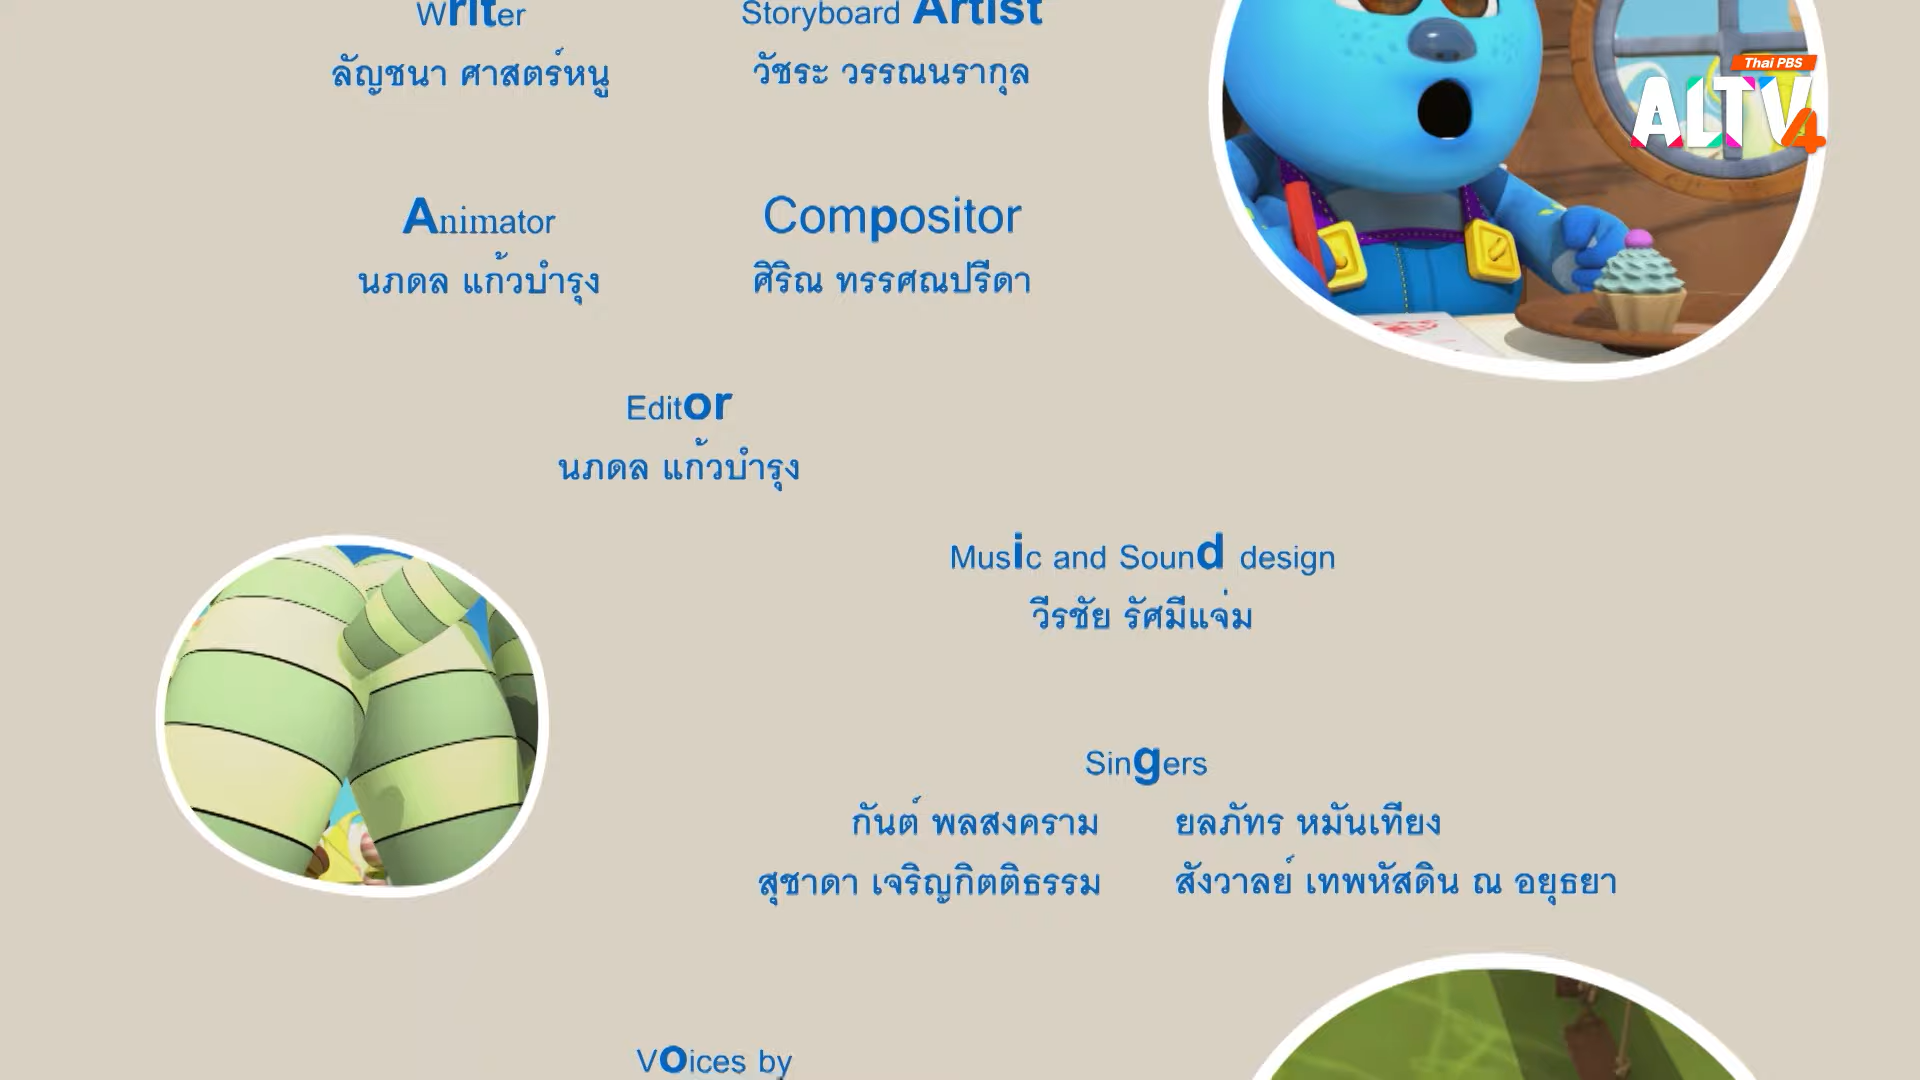 Writer
Storyboard Artist
ลัญชนา ศาสตร์หนู
วัชระ วรรณนรากุล
Thai PBS
ALTV4
Animator
Compositor
นภดล แก้วบำรุง
ศิริณ ทรรศณปรีดา
Editor
นภดล แก้วบำรุง
Music and Sound design
วีรชัย รัศมีแจ่ม
Singers
กันต์ พลสงคราม
ยลภัทร หมันเทียง
สุชาดา เจริญกิตติธรรม
สังวาลย์ เทพหัสดิน ณ อยุธยา
Voices by